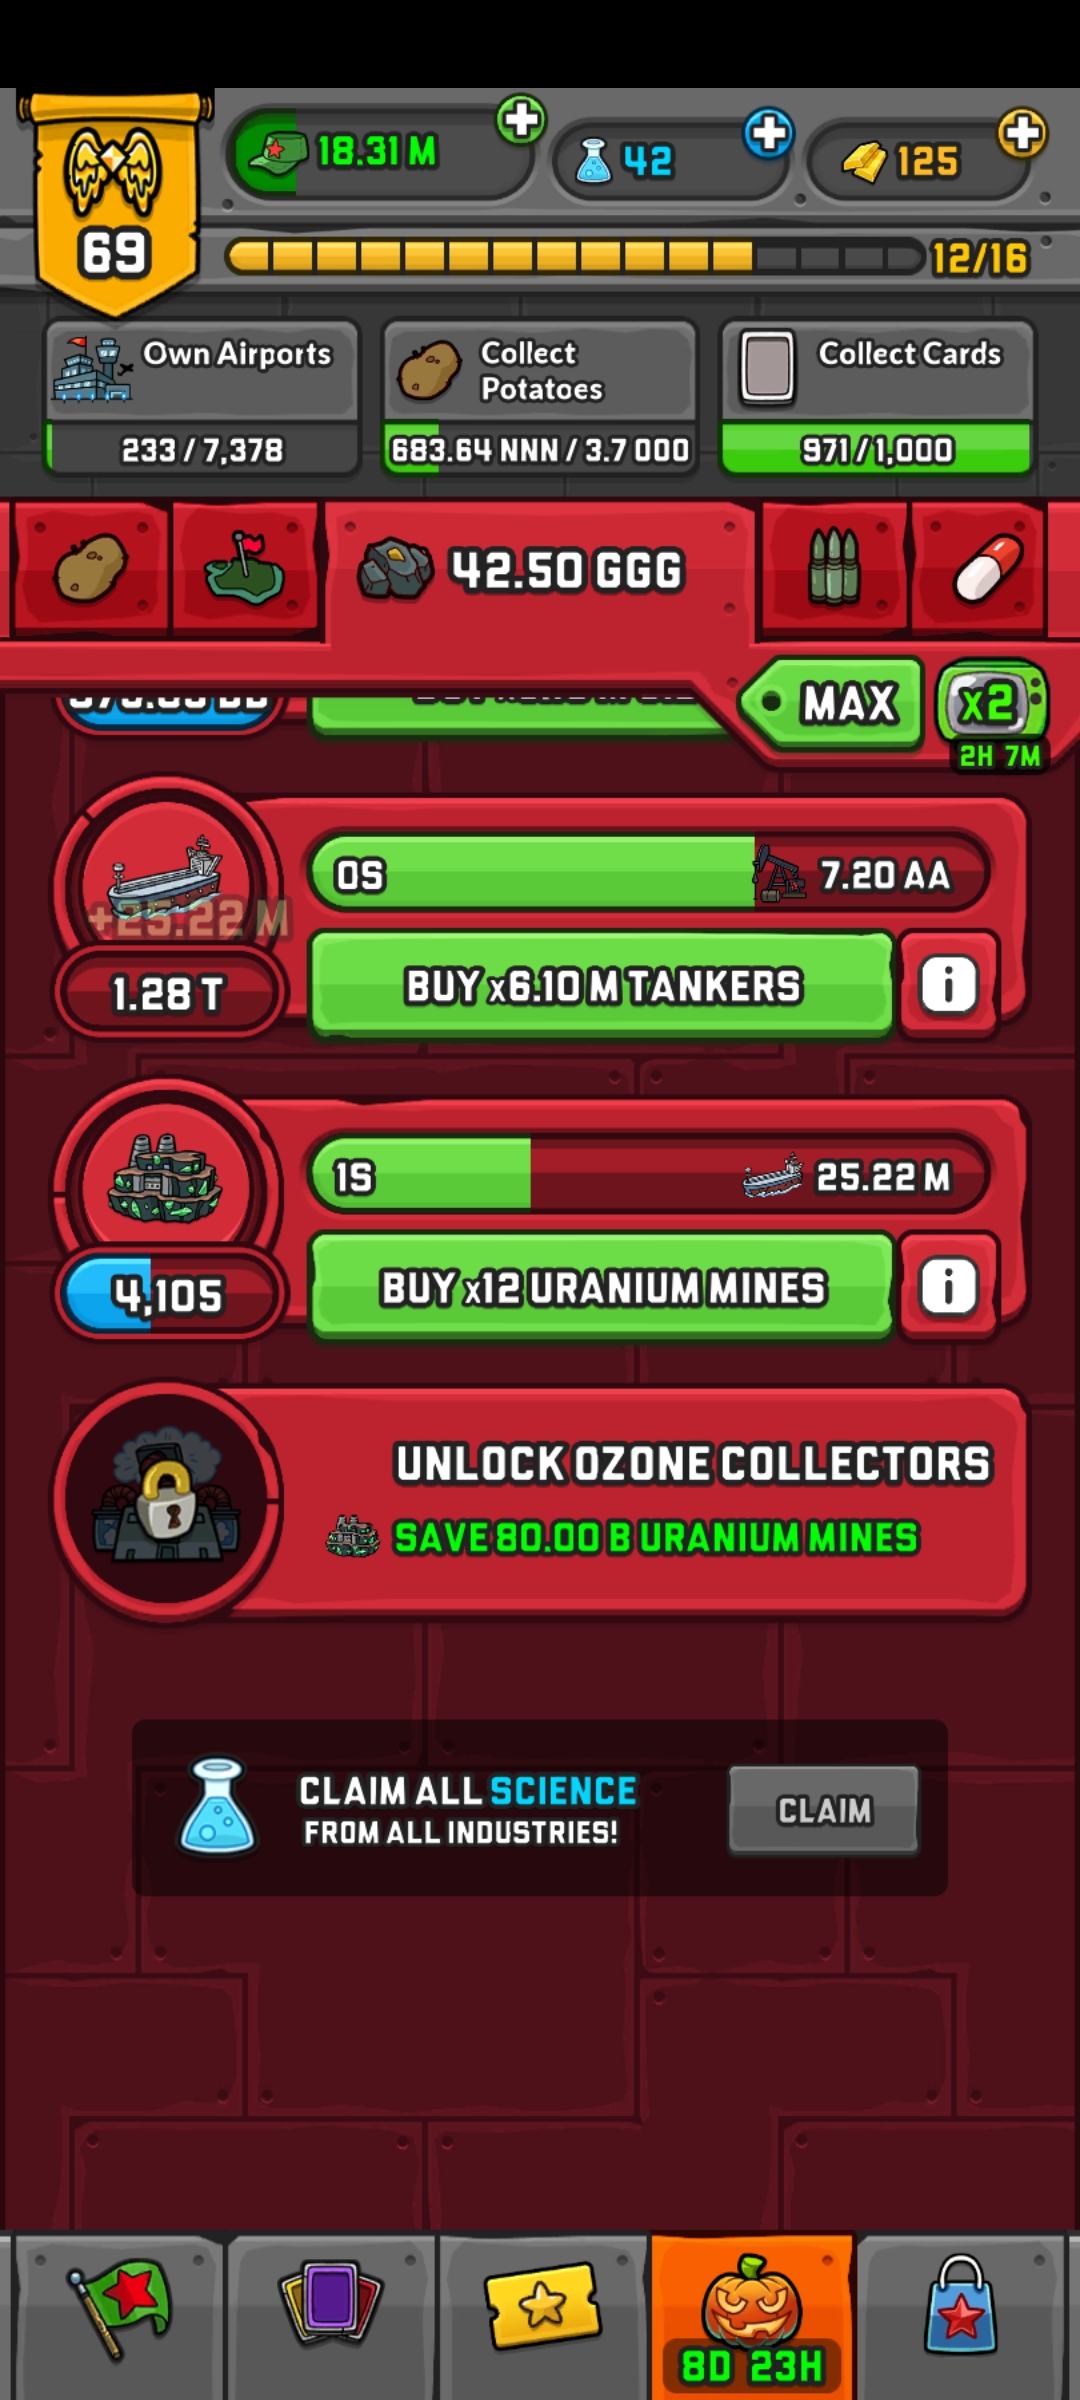 18.31 M
42
125
69
12/16
Own Airports
233 / 7,378
Collect
Potatoes
683.64 NNN / 3.7 000
Collect Cards
971 / 1,000
42.50 GGG
MAX
x2
2H 7M
0S
7.20 AA
+25.22 M
1.28 T
BUY x6.10 M TANKERS
i
1S
25.22 M
4,105
BUY x12 URANIUM MINES
i
UNLOCK OZONE COLLECTORS
SAVE 80.00 B URANIUM MINES
CLAIM ALL SCIENCE
FROM ALL INDUSTRIES!
CLAIM
8D 23H